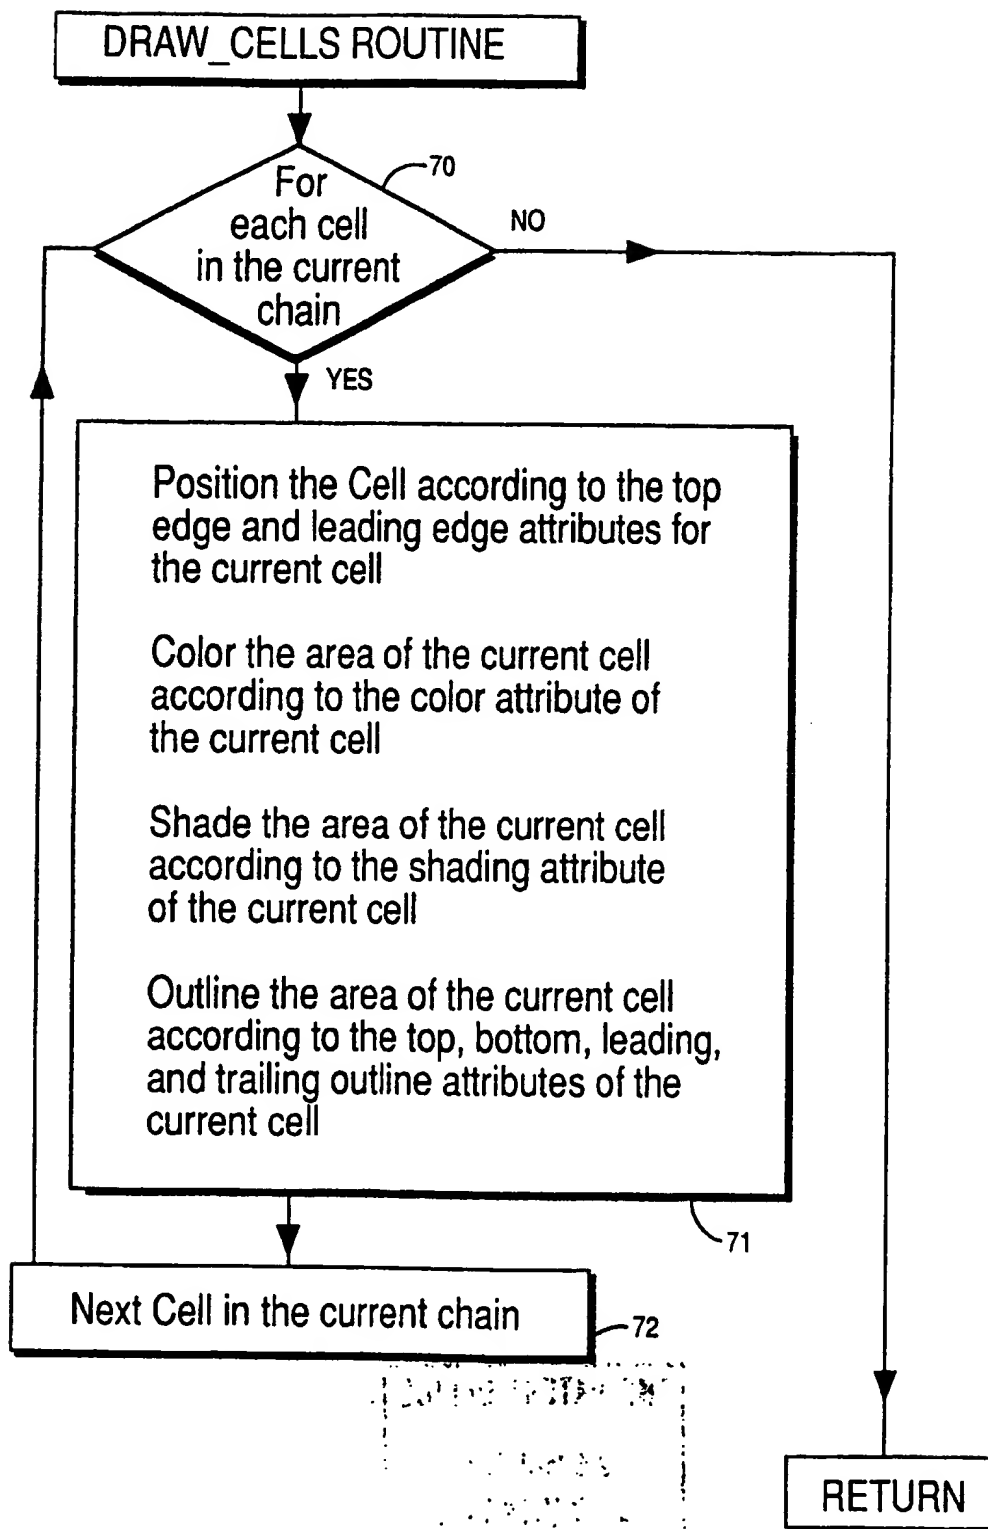 DRAW_CELLS ROUTINE
70
For
each cell
in the current
chain
NO
YES
Position the Cell according to the top
edge and leading edge attributes for
the current cell
Color the area of the current cell
according to the color attribute of
the current cell
Shade the area of the current cell
according to the shading attribute
of the current cell
Outline the area of the current cell
according to the top, bottom, leading,
and trailing outline attributes of the
current cell
71
Next Cell in the current chain
72
RETURN